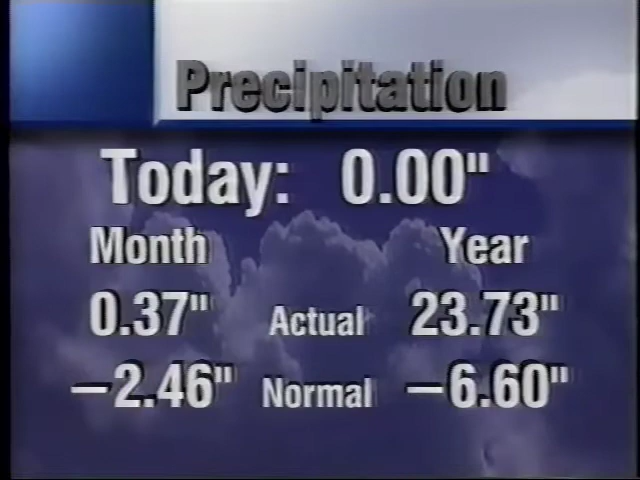 Precipitation
Today: 0.00"
Month Year
0.37" Actual 23.73"
−2.46" Normal −6.60"